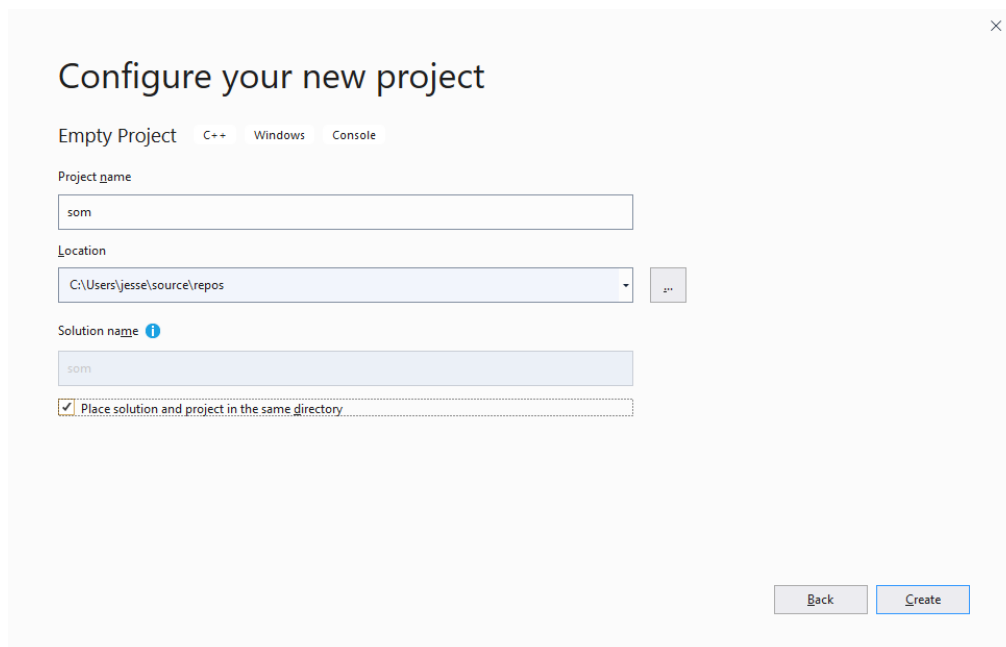 Configure your new project
Empty Project C++ Windows Console
Project name
som
Location
C:\Users\jesse\source\repos
...
Solution name
som
Place solution and project in the same directory
Back Create